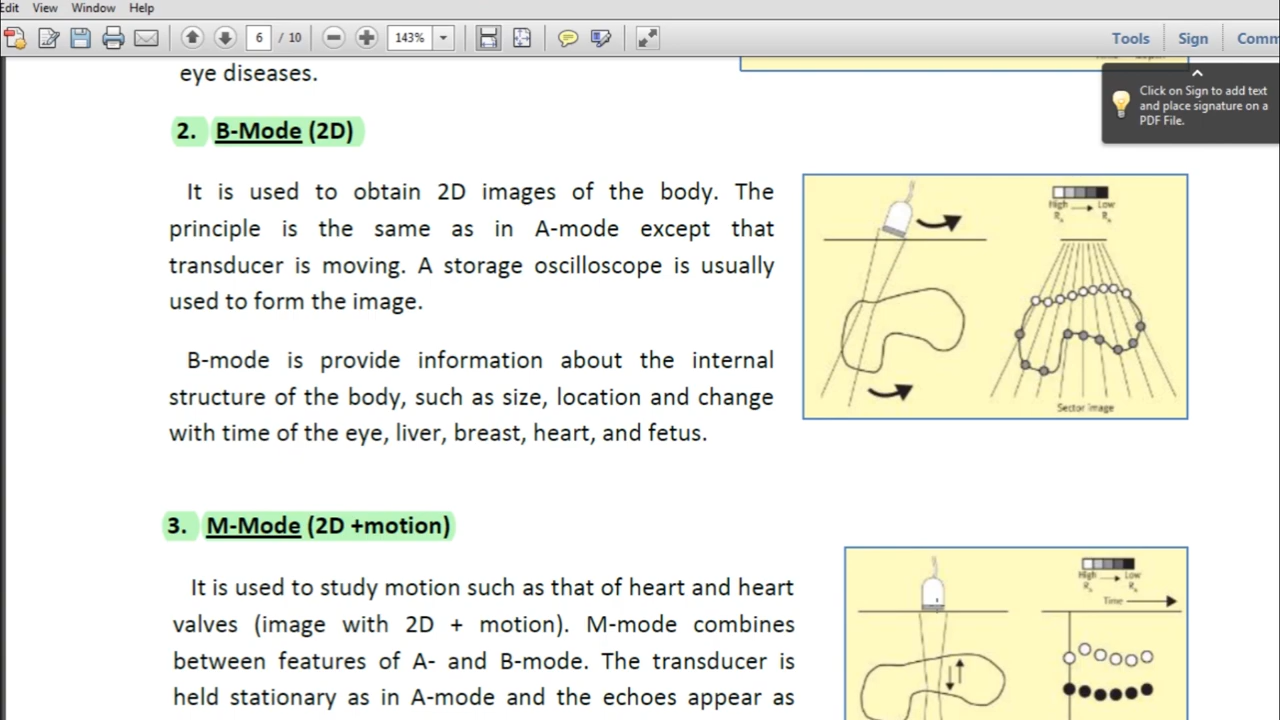 Edit View Window Help
6 / 10 143% Tools Sign Comm
eye diseases.
Click on Sign to add text
and place signature on a
PDF File.
2. B-Mode (2D)
It is used to obtain 2D images of the body. The
principle is the same as in A-mode except that
transducer is moving. A storage oscilloscope is usually
used to form the image.
High Low
Sector image
B-mode is provide information about the internal
structure of the body, such as size, location and change
with time of the eye, liver, breast, heart, and fetus.
3. M-Mode (2D +motion)
It is used to study motion such as that of heart and heart
valves (image with 2D + motion). M-mode combines
between features of A- and B-mode. The transducer is
held stationary as in A-mode and the echoes appear as
High Low
Time